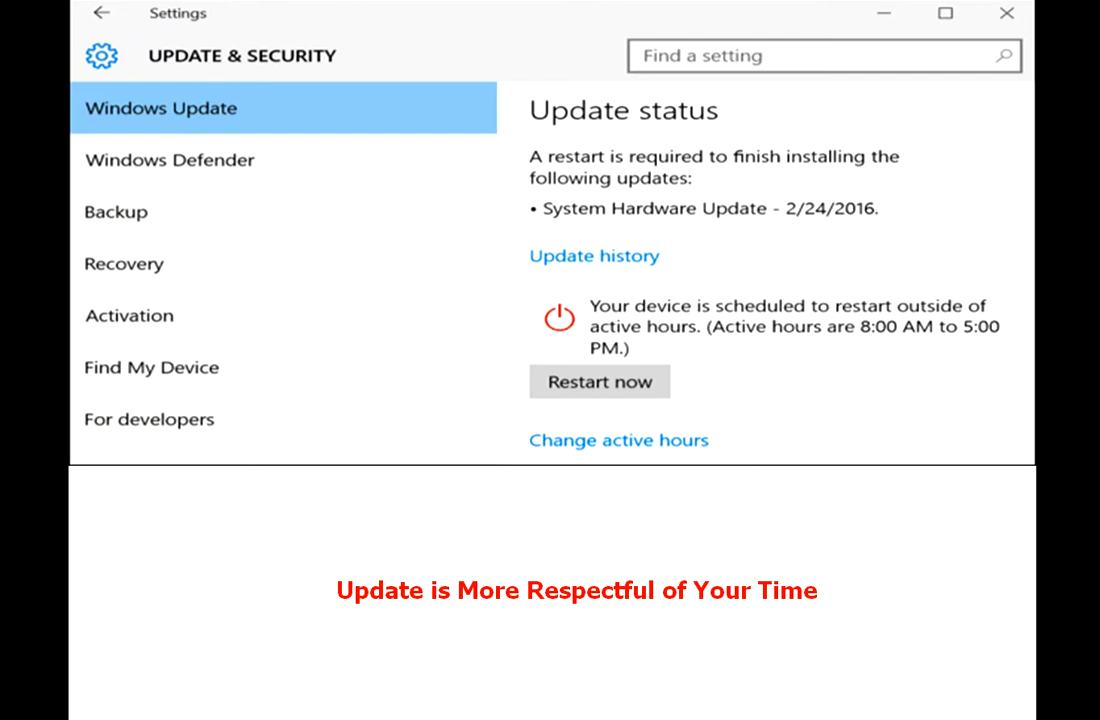 Settings
UPDATE & SECURITY
Find a setting
Windows Update
Windows Defender
Backup
Recovery
Activation
Find My Device
For developers
Update status
A restart is required to finish installing the
following updates:
• System Hardware Update - 2/24/2016.
Update history
Your device is scheduled to restart outside of
active hours. (Active hours are 8:00 AM to 5:00
PM.)
Restart now
Change active hours
Update is More Respectful of Your Time